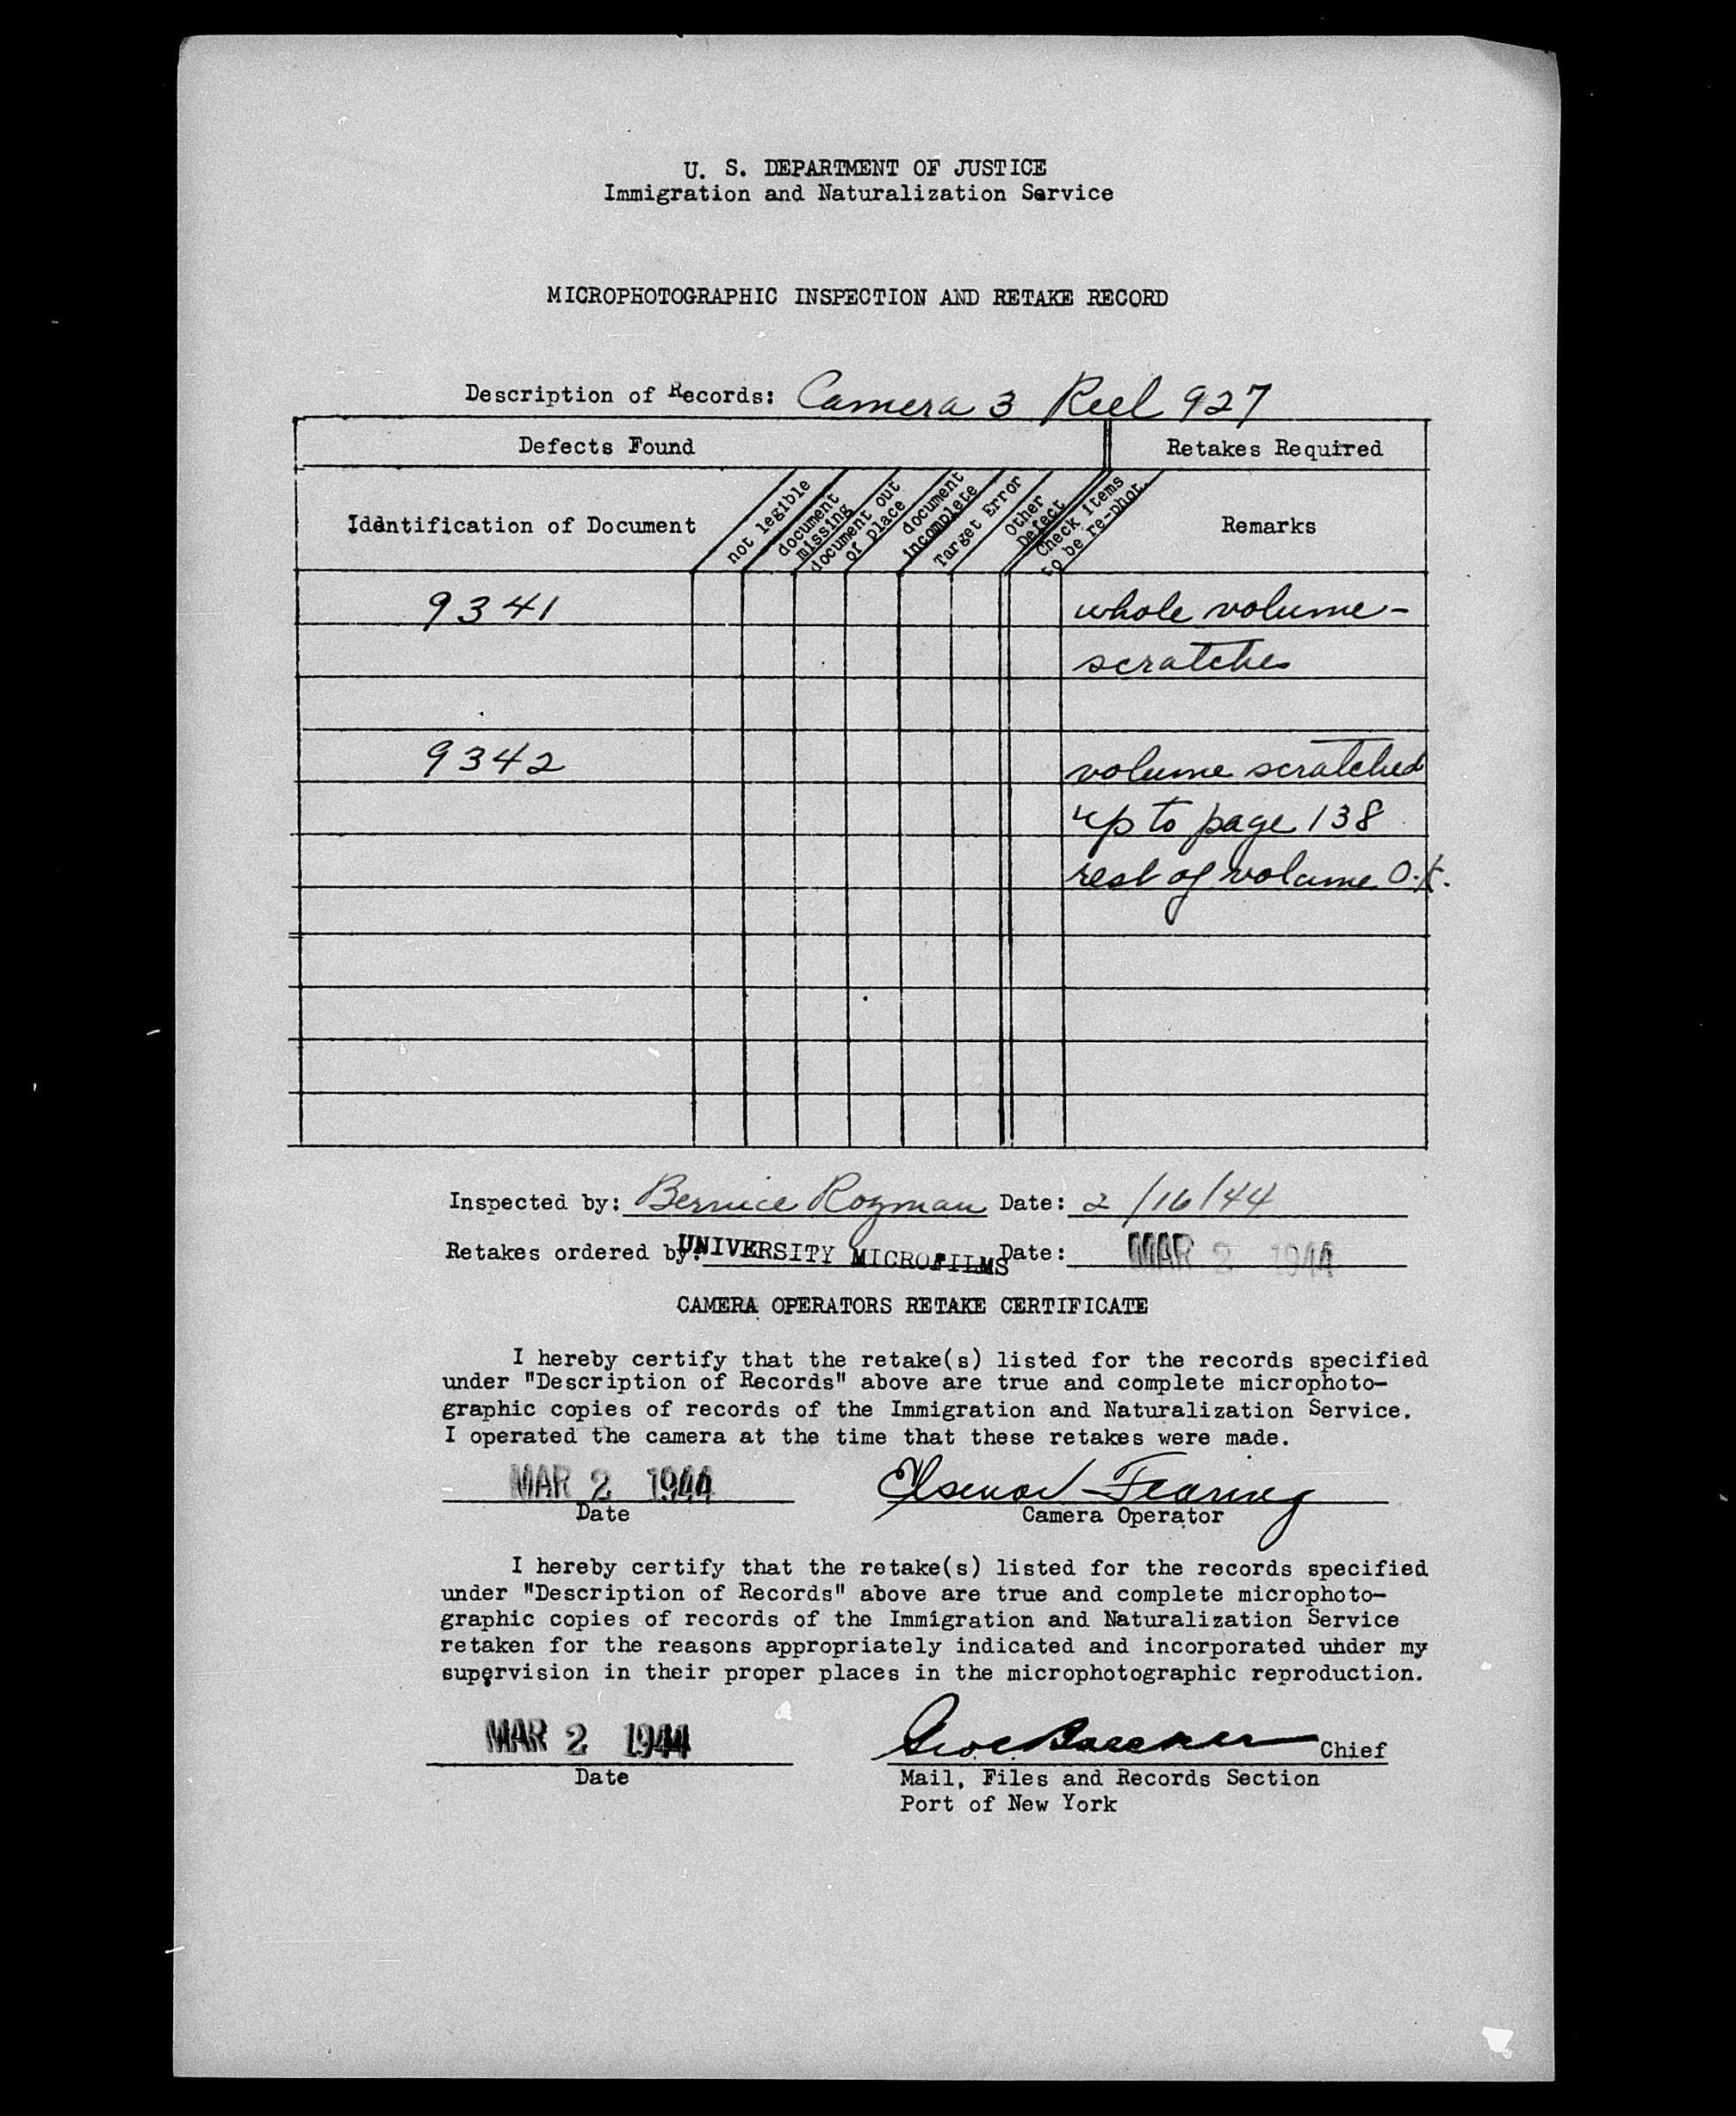 U. S. DEPARTMENT OF JUSTICE
Immigration and Naturalization Service
MICROPHOTOGRAPHIC INSPECTION AND RETAKE RECORD
Description of Records: Camera 3 Reel 927
Defects Found
Retakes Required
Identification of Document
not legible
document missing
document out of place
document incomplete
Target Error
Other Defect
Check items to be re-phot.
Remarks
9341 whole volume -
scratches
9342 volume scratched
up to page 138
rest of volume O.K.
Inspected by: Bernice Rozman Date: 2/16/44
Retakes ordered by: UNIVERSITY MICROFILMS Date: MAR 2 1944
CAMERA OPERATORS RETAKE CERTIFICATE
I hereby certify that the retake(s) listed for the records specified
under "Description of Records" above are true and complete microphoto-
graphic copies of records of the Immigration and Naturalization Service.
I operated the camera at the time that these retakes were made.
MAR 2 1944 Fearing
Date Camera Operator
I hereby certify that the retake(s) listed for the records specified
under "Description of Records" above are true and complete microphoto-
graphic copies of records of the Immigration and Naturalization Service
retaken for the reasons appropriately indicated and incorporated under my
supervision in their proper places in the microphotographic reproduction.
MAR 2 1944 Chief
Date Mail, Files and Records Section
Port of New York